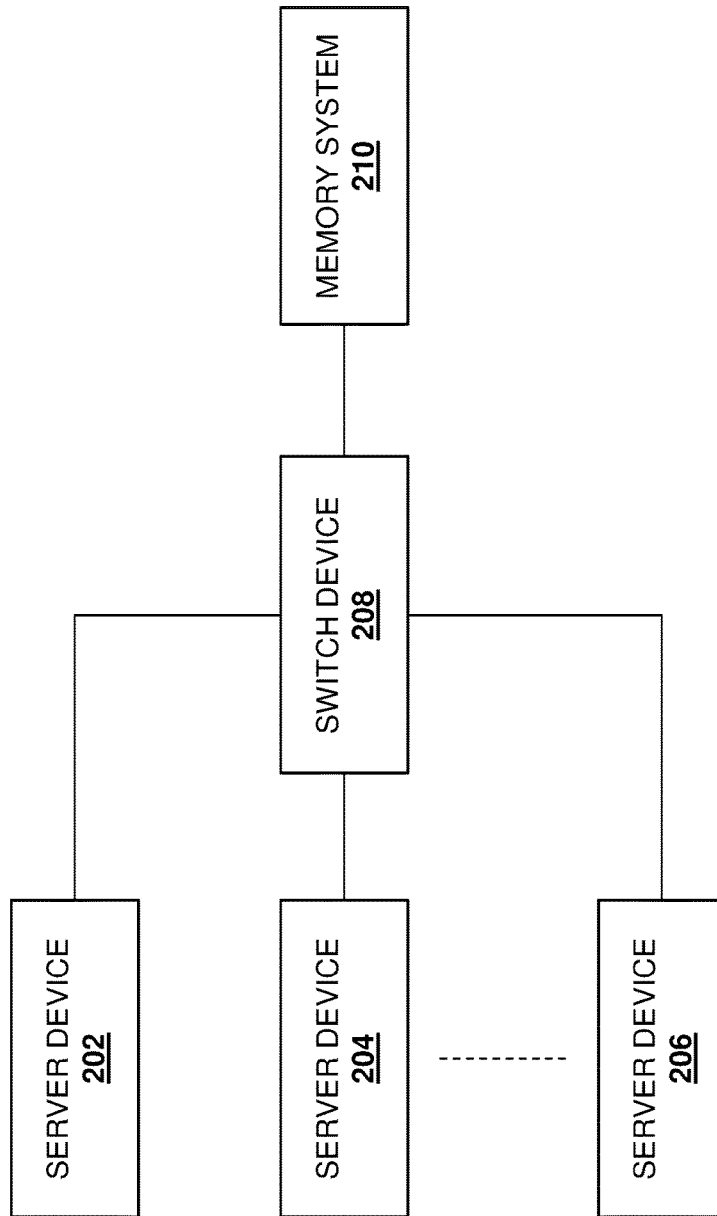 SERVER DEVICE
202
SERVER DEVICE
204
SERVER DEVICE
206
SWITCH DEVICE
208
MEMORY SYSTEM
210